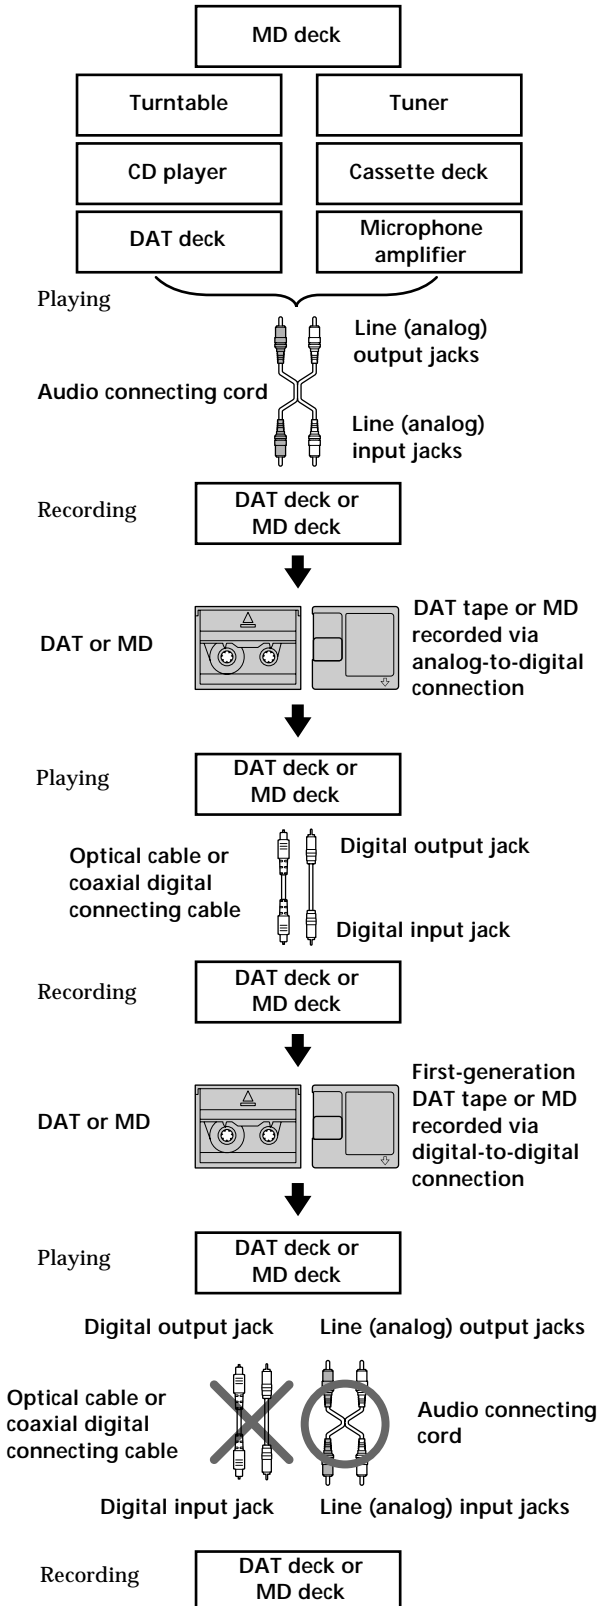 MD deck
Turntable
Tuner
CD player
Cassette deck
DAT deck
Microphone
amplifier
Playing
Line (analog)
output jacks
Audio connecting cord
Line (analog)
input jacks
Recording
DAT deck or
MD deck
DAT or MD
DAT tape or MD
recorded via
analog-to-digital
connection
Playing
DAT deck or
MD deck
Optical cable or
coaxial digital
connecting cable
Digital output jack
Digital input jack
Recording
DAT deck or
MD deck
DAT or MD
First-generation
DAT tape or MD
recorded via
digital-to-digital
connection
Playing
DAT deck or
MD deck
Digital output jack
Line (analog) output jacks
Optical cable or
coaxial digital
connecting cable
Audio connecting
cord
Digital input jack
Line (analog) input jacks
Recording
DAT deck or
MD deck